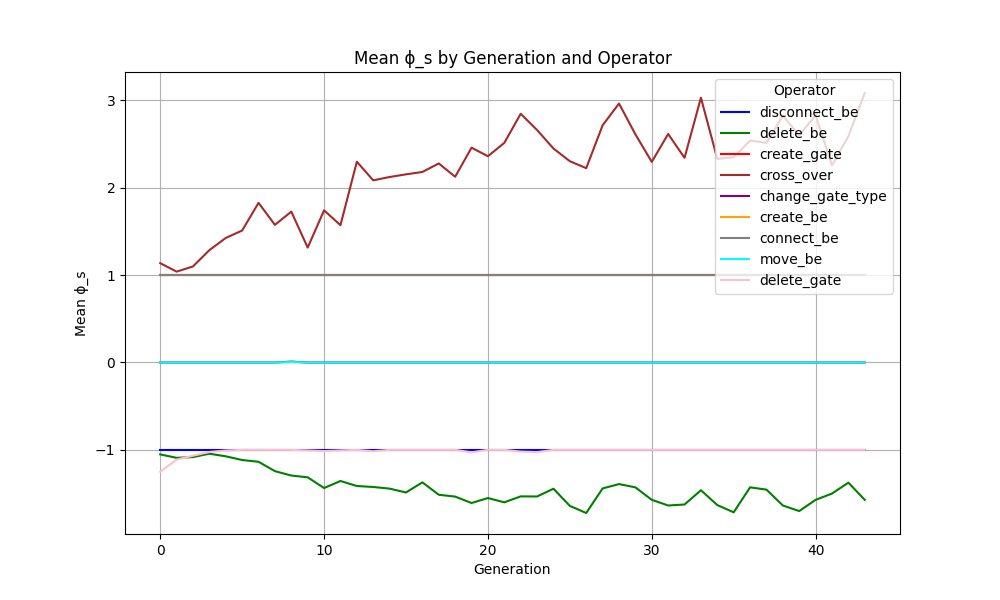 Mean ϕ_s by Generation and Operator
Mean ϕ_s
3
2
1
0
−1
Operator
disconnect_be
delete_be
create_gate
cross_over
change_gate_type
create_be
connect_be
move_be
delete_gate
0
10
20
30
40
Generation